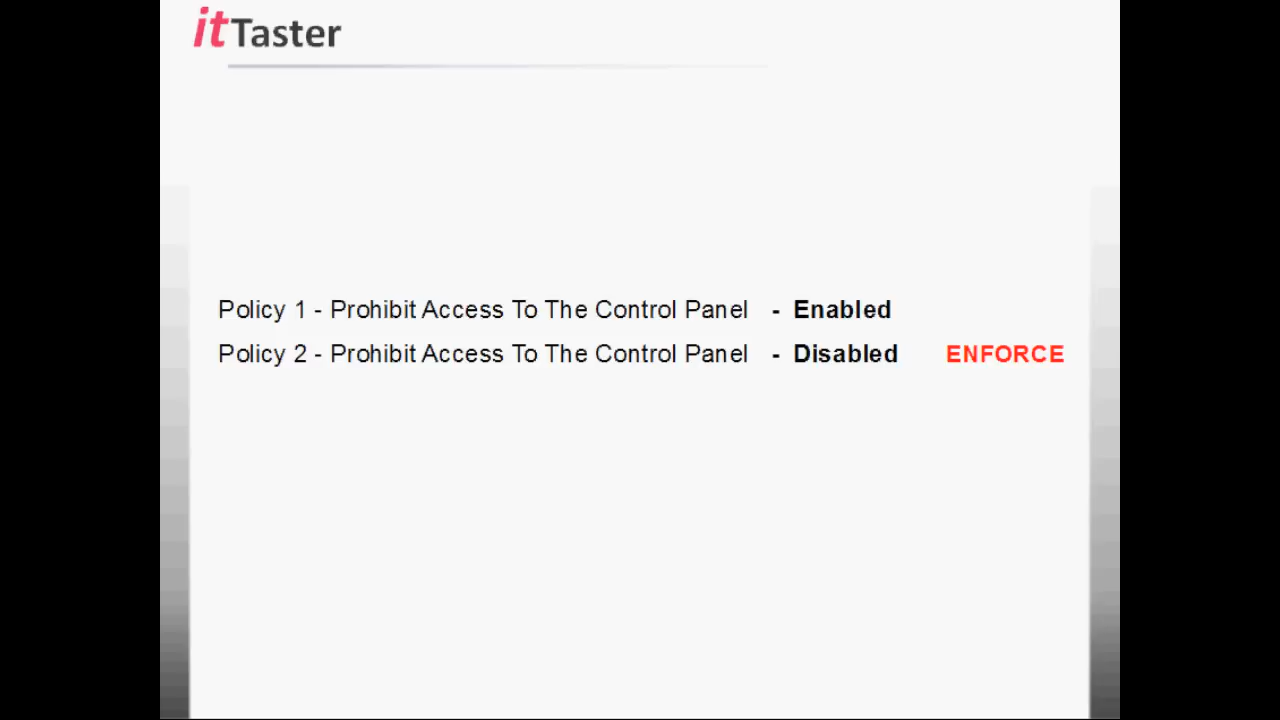 itTaster
Policy 1 - Prohibit Access To The Control Panel - Enabled
Policy 2 - Prohibit Access To The Control Panel - Disabled ENFORCE